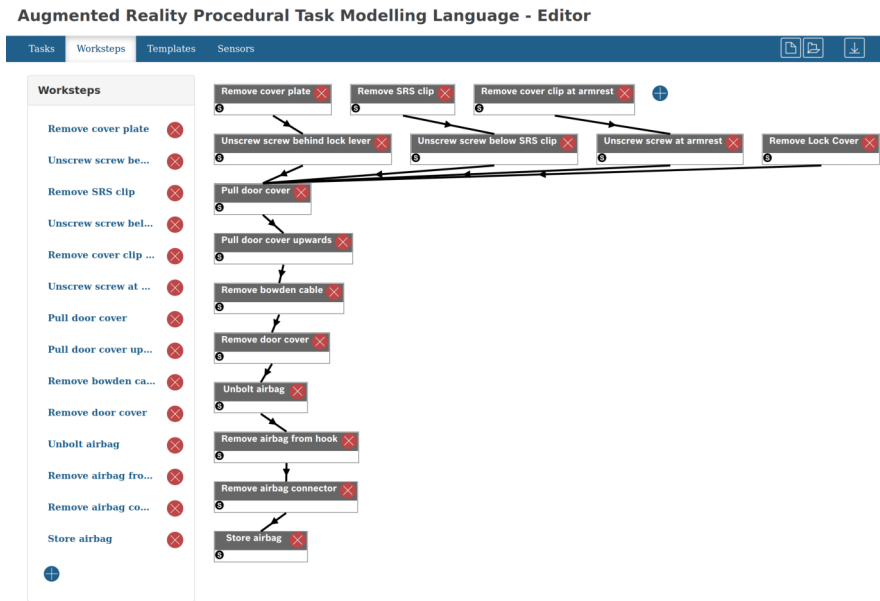 Augmented Reality Procedural Task Modelling Language - Editor
Tasks Worksteps Templates Sensors
Worksteps
Remove cover plate
Unscrew screw be...
Remove SRS clip
Unscrew screw bel...
Remove cover clip ...
Unscrew screw at ...
Pull door cover
Pull door cover up...
Remove bowden ca...
Remove door cover
Unbolt airbag
Remove airbag fro...
Remove airbag co...
Store airbag
Remove cover plate Remove SRS clip Remove cover clip at armrest
S S S
Unscrew screw behind lock lever Unscrew screw below SRS clip Unscrew screw at armrest Remove Lock Cover
S S S S
Pull door cover
S
Pull door cover upwards
S
Remove bowden cable
S
Remove door cover
S
Unbolt airbag
S
Remove airbag from hook
S
Remove airbag connector
S
Store airbag
S